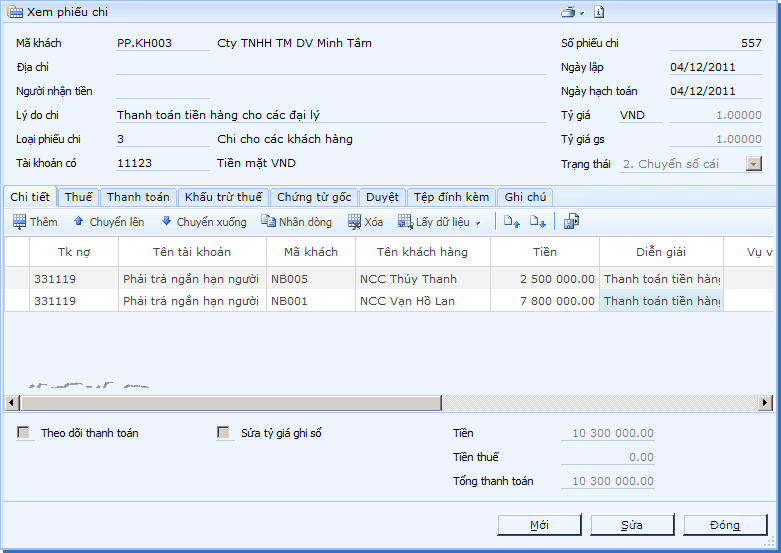 Xem phiếu chi
Mã khách PP.KH003 Cty TNHH TM DV Minh Tâm Số phiếu chi 557
Địa chỉ Ngày lập 04/12/2011
Người nhận tiền Ngày hạch toán 04/12/2011
Lý do chi Thanh toán tiền hàng cho các đại lý Tỷ giá VND 1.00000
Loại phiếu chi 3 Chi cho các khách hàng Tỷ giá gs 1.00000
Tài khoản có 11123 Tiền mặt VND Trạng thái 2. Chuyển sổ cái
Chi tiết Thuế Thanh toán Khấu trừ thuế Chứng từ gốc Duyệt Tệp đính kèm Ghi chú
Thêm Chuyển lên Chuyển xuống Nhân dòng Xóa Lấy dữ liệu
Tk nợ Tên tài khoản Mã khách Tên khách hàng Tiền Diễn giải Vụ v
331119 Phải trả ngắn hạn người NB005 NCC Thúy Thanh 2 500 000.00 Thanh toán tiền hàng
331119 Phải trả ngắn hạn người NB001 NCC Vạn Hồ Lan 7 800 000.00 Thanh toán tiền hàng
Theo dõi thanh toán Sửa tỷ giá ghi sổ Tiền 10 300 000.00
Tiền thuế 0.00
Tổng thanh toán 10 300 000.00
Mới Sửa Đóng